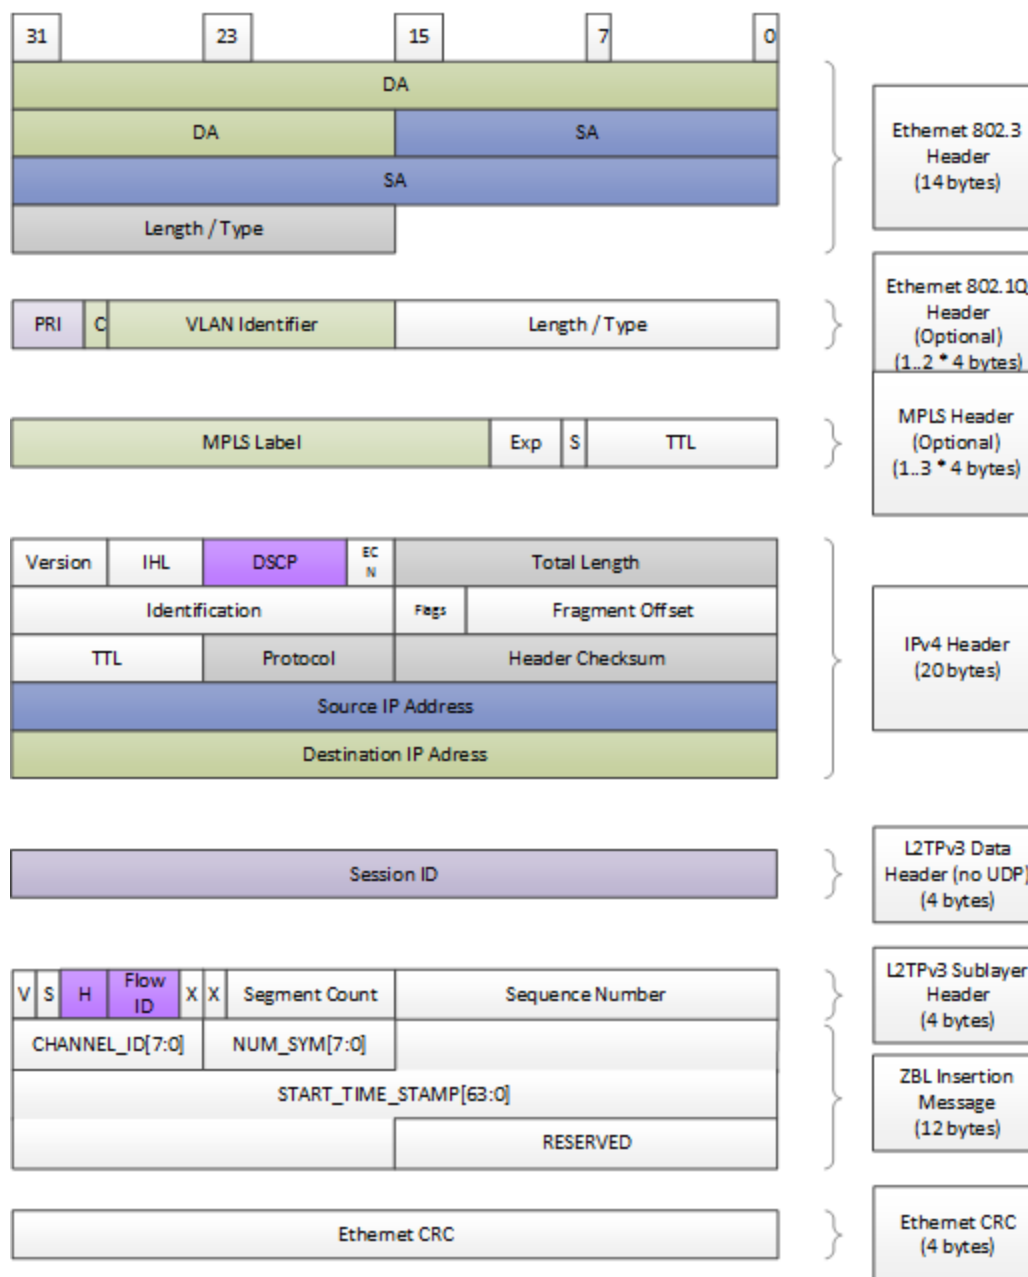 31 23 15 7 0
DA
DA SA
SA
Length / Type
Ethernet 802.3
Header
(14 bytes)
PRI C VLAN Identifier Length / Type
Ethernet 802.1Q
Header
(Optional)
(1..2 * 4 bytes)
MPLS Label Exp S TTL
MPLS Header
(Optional)
(1..3 * 4 bytes)
Version IHL DSCP EC
N Total Length
Identification Flags Fragment Offset
TTL Protocol Header Checksum
Source IP Address
Destination IP Adress
IPv4 Header
(20 bytes)
Session ID
L2TPv3 Data
Header (no UDP)
(4 bytes)
V S H Flow
ID X X Segment Count Sequence Number
L2TPv3 Sublayer
Header
(4 bytes)
CHANNEL_ID[7:0] NUM_SYM[7:0]
START_TIME_STAMP[63:0]
RESERVED
ZBL Insertion
Message
(12 bytes)
Ethernet CRC
Ethernet CRC
(4 bytes)